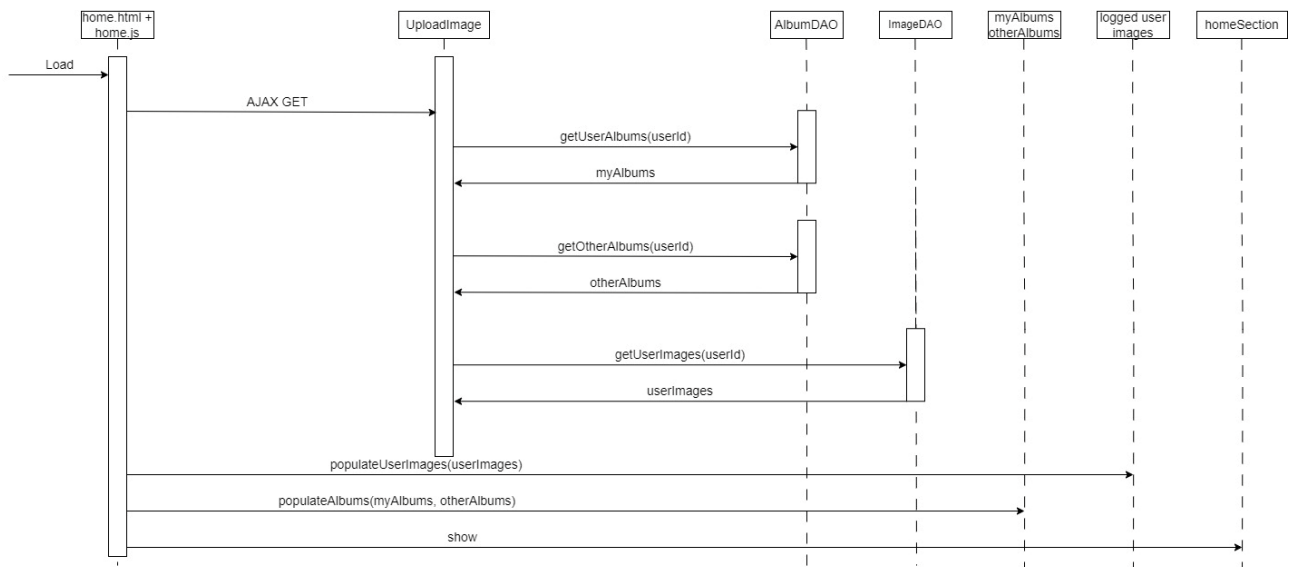 home.html +
home.js
UploadImage
AlbumDAO
ImageDAO
myAlbums
otherAlbums
logged user
images
homeSection
Load
AJAX GET
getUserAlbums(userId)
myAlbums
getOtherAlbums(userId)
otherAlbums
getUserImages(userId)
userImages
populateUserImages(userImages)
populateAlbums(myAlbums, otherAlbums)
show